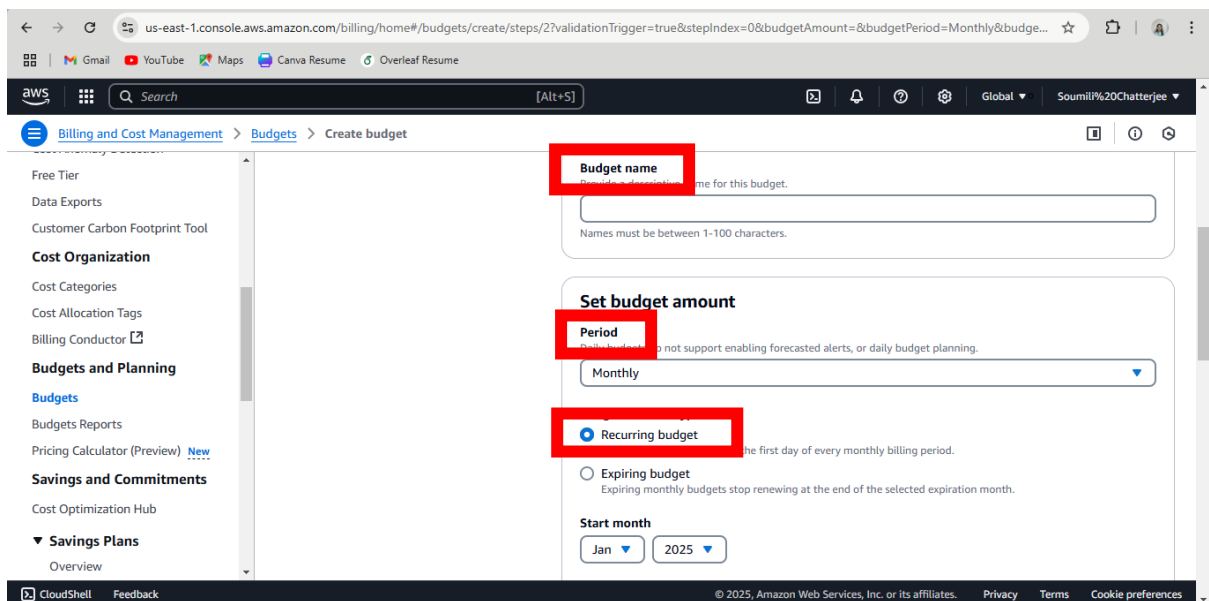 us-east-1.console.aws.amazon.com/billing/home#/budgets/create/steps/2?validationTrigger=true&stepIndex=0&budgetAmount=&budgetPeriod=Monthly&budge...
Gmail YouTube Maps Canva Resume Overleaf Resume
aws Search [Alt+S] Global Soumili%20Chatterjee
Billing and Cost Management > Budgets > Create budget
Free Tier
Data Exports
Customer Carbon Footprint Tool
Cost Organization
Cost Categories
Cost Allocation Tags
Billing Conductor
Budgets and Planning
Budgets
Budgets Reports
Pricing Calculator (Preview) New
Savings and Commitments
Cost Optimization Hub
Savings Plans
Overview
Budget name
Provide a descriptive name for this budget.
Names must be between 1-100 characters.
Set budget amount
Period
Daily budgets do not support enabling forecasted alerts, or daily budget planning.
Monthly
Recurring budget
the first day of every monthly billing period.
Expiring budget
Expiring monthly budgets stop renewing at the end of the selected expiration month.
Start month
Jan 2025
CloudShell Feedback © 2025, Amazon Web Services, Inc. or its affiliates. Privacy Terms Cookie preferences